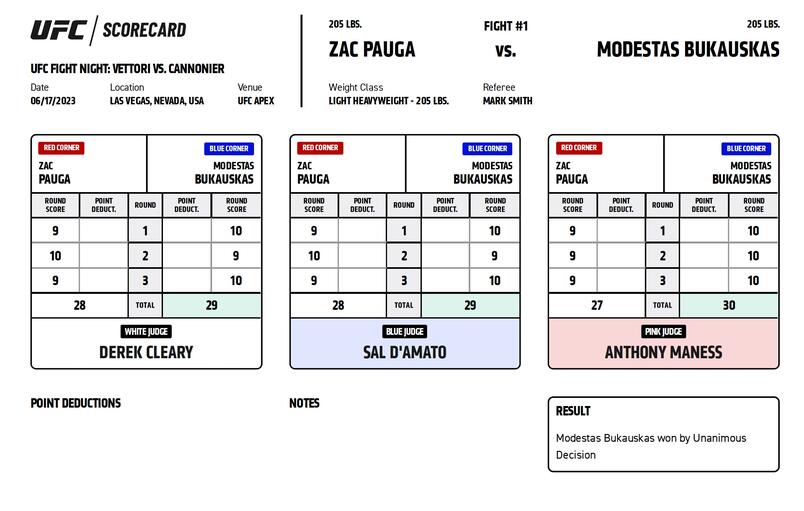 UFC / SCORECARD
UFC FIGHT NIGHT: VETTORI VS. CANNONIER
Date Location Venue
06/17/2023 LAS VEGAS, NEVADA, USA UFC APEX
205 LBS. FIGHT #1 205 LBS.
ZAC PAUGA VS. MODESTAS BUKAUSKAS
Weight Class Referee
LIGHT HEAVYWEIGHT - 205 LBS. MARK SMITH
RED CORNER BLUE CORNER
ZAC MODESTAS
PAUGA BUKAUSKAS
ROUND POINT ROUND POINT ROUND
SCORE DEDUCT. DEDUCT. SCORE
9 1 10
10 2 9
9 3 10
28 TOTAL 29
WHITE JUDGE
DEREK CLEARY
RED CORNER BLUE CORNER
ZAC MODESTAS
PAUGA BUKAUSKAS
ROUND POINT ROUND POINT ROUND
SCORE DEDUCT. DEDUCT. SCORE
9 1 10
10 2 9
9 3 10
28 TOTAL 29
BLUE JUDGE
SAL D'AMATO
RED CORNER BLUE CORNER
ZAC MODESTAS
PAUGA BUKAUSKAS
ROUND POINT ROUND POINT ROUND
SCORE DEDUCT. DEDUCT. SCORE
9 1 10
9 2 10
9 3 10
27 TOTAL 30
PINK JUDGE
ANTHONY MANESS
POINT DEDUCTIONS
NOTES
RESULT
Modestas Bukauskas won by Unanimous
Decision